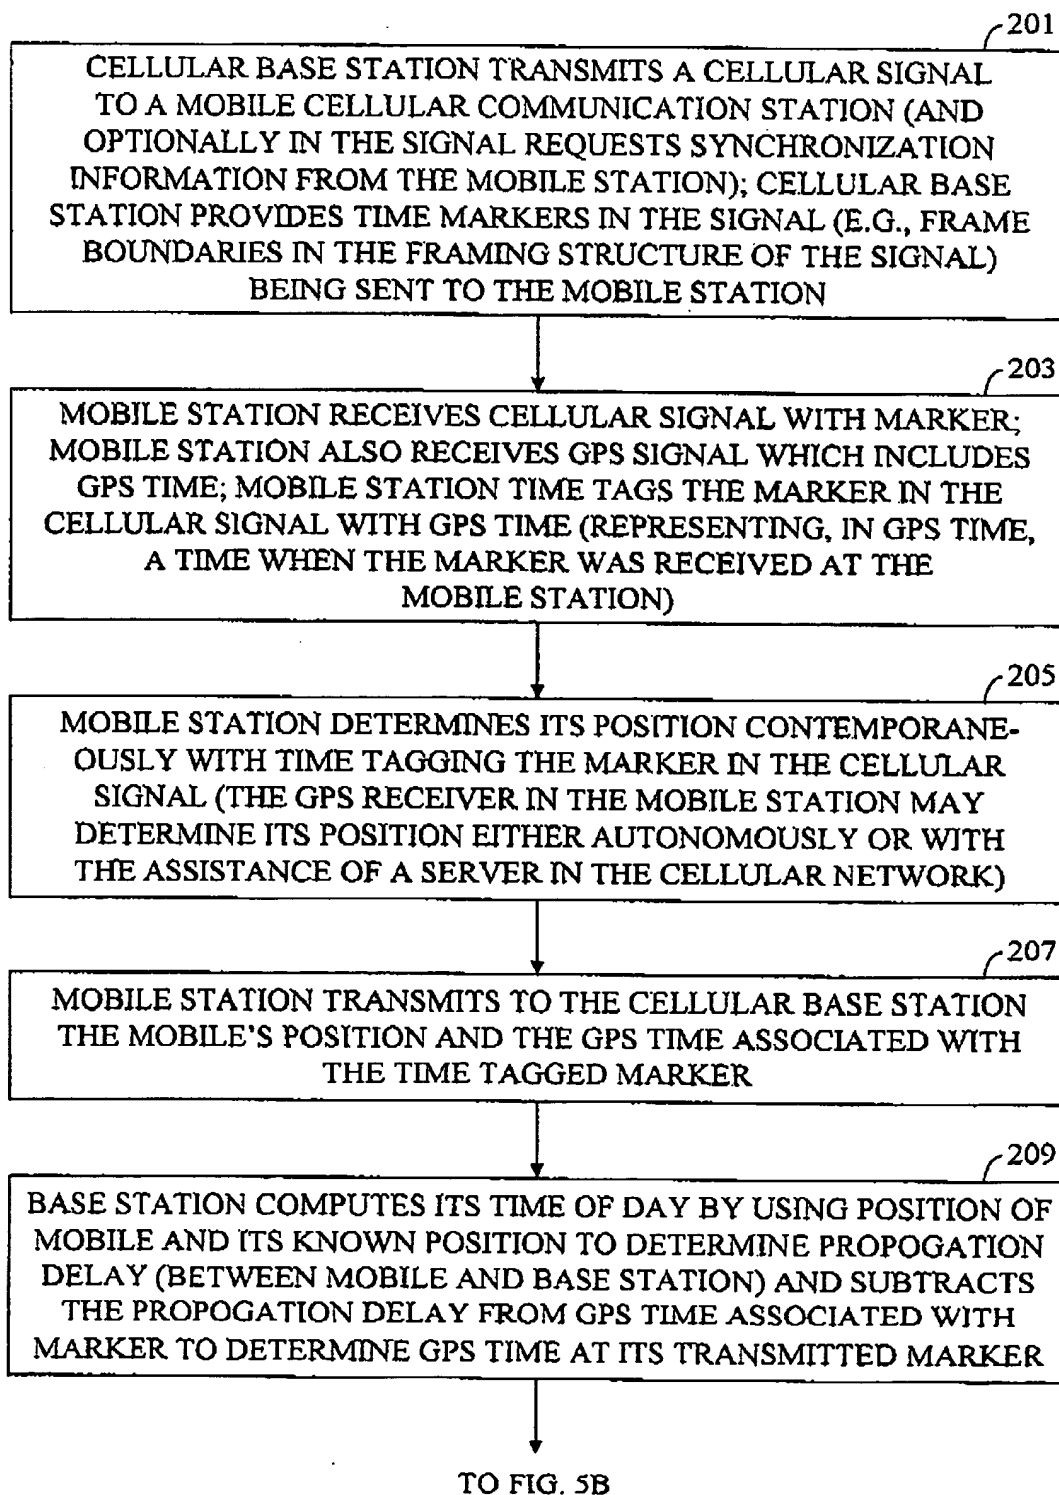 201
CELLULAR BASE STATION TRANSMITS A CELLULAR SIGNAL
TO A MOBILE CELLULAR COMMUNICATION STATION (AND
OPTIONALLY IN THE SIGNAL REQUESTS SYNCHRONIZATION
INFORMATION FROM THE MOBILE STATION); CELLULAR BASE
STATION PROVIDES TIME MARKERS IN THE SIGNAL (E.G., FRAME
BOUNDARIES IN THE FRAMING STRUCTURE OF THE SIGNAL)
BEING SENT TO THE MOBILE STATION
203
MOBILE STATION RECEIVES CELLULAR SIGNAL WITH MARKER;
MOBILE STATION ALSO RECEIVES GPS SIGNAL WHICH INCLUDES
GPS TIME; MOBILE STATION TIME TAGS THE MARKER IN THE
CELLULAR SIGNAL WITH GPS TIME (REPRESENTING, IN GPS TIME,
A TIME WHEN THE MARKER WAS RECEIVED AT THE
MOBILE STATION)
205
MOBILE STATION DETERMINES ITS POSITION CONTEMPORANE-
OUSLY WITH TIME TAGGING THE MARKER IN THE CELLULAR
SIGNAL (THE GPS RECEIVER IN THE MOBILE STATION MAY
DETERMINE ITS POSITION EITHER AUTONOMOUSLY OR WITH
THE ASSISTANCE OF A SERVER IN THE CELLULAR NETWORK)
207
MOBILE STATION TRANSMITS TO THE CELLULAR BASE STATION
THE MOBILE'S POSITION AND THE GPS TIME ASSOCIATED WITH
THE TIME TAGGED MARKER
209
BASE STATION COMPUTES ITS TIME OF DAY BY USING POSITION OF
MOBILE AND ITS KNOWN POSITION TO DETERMINE PROPOGATION
DELAY (BETWEEN MOBILE AND BASE STATION) AND SUBTRACTS
THE PROPOGATION DELAY FROM GPS TIME ASSOCIATED WITH
MARKER TO DETERMINE GPS TIME AT ITS TRANSMITTED MARKER
TO FIG. 5B